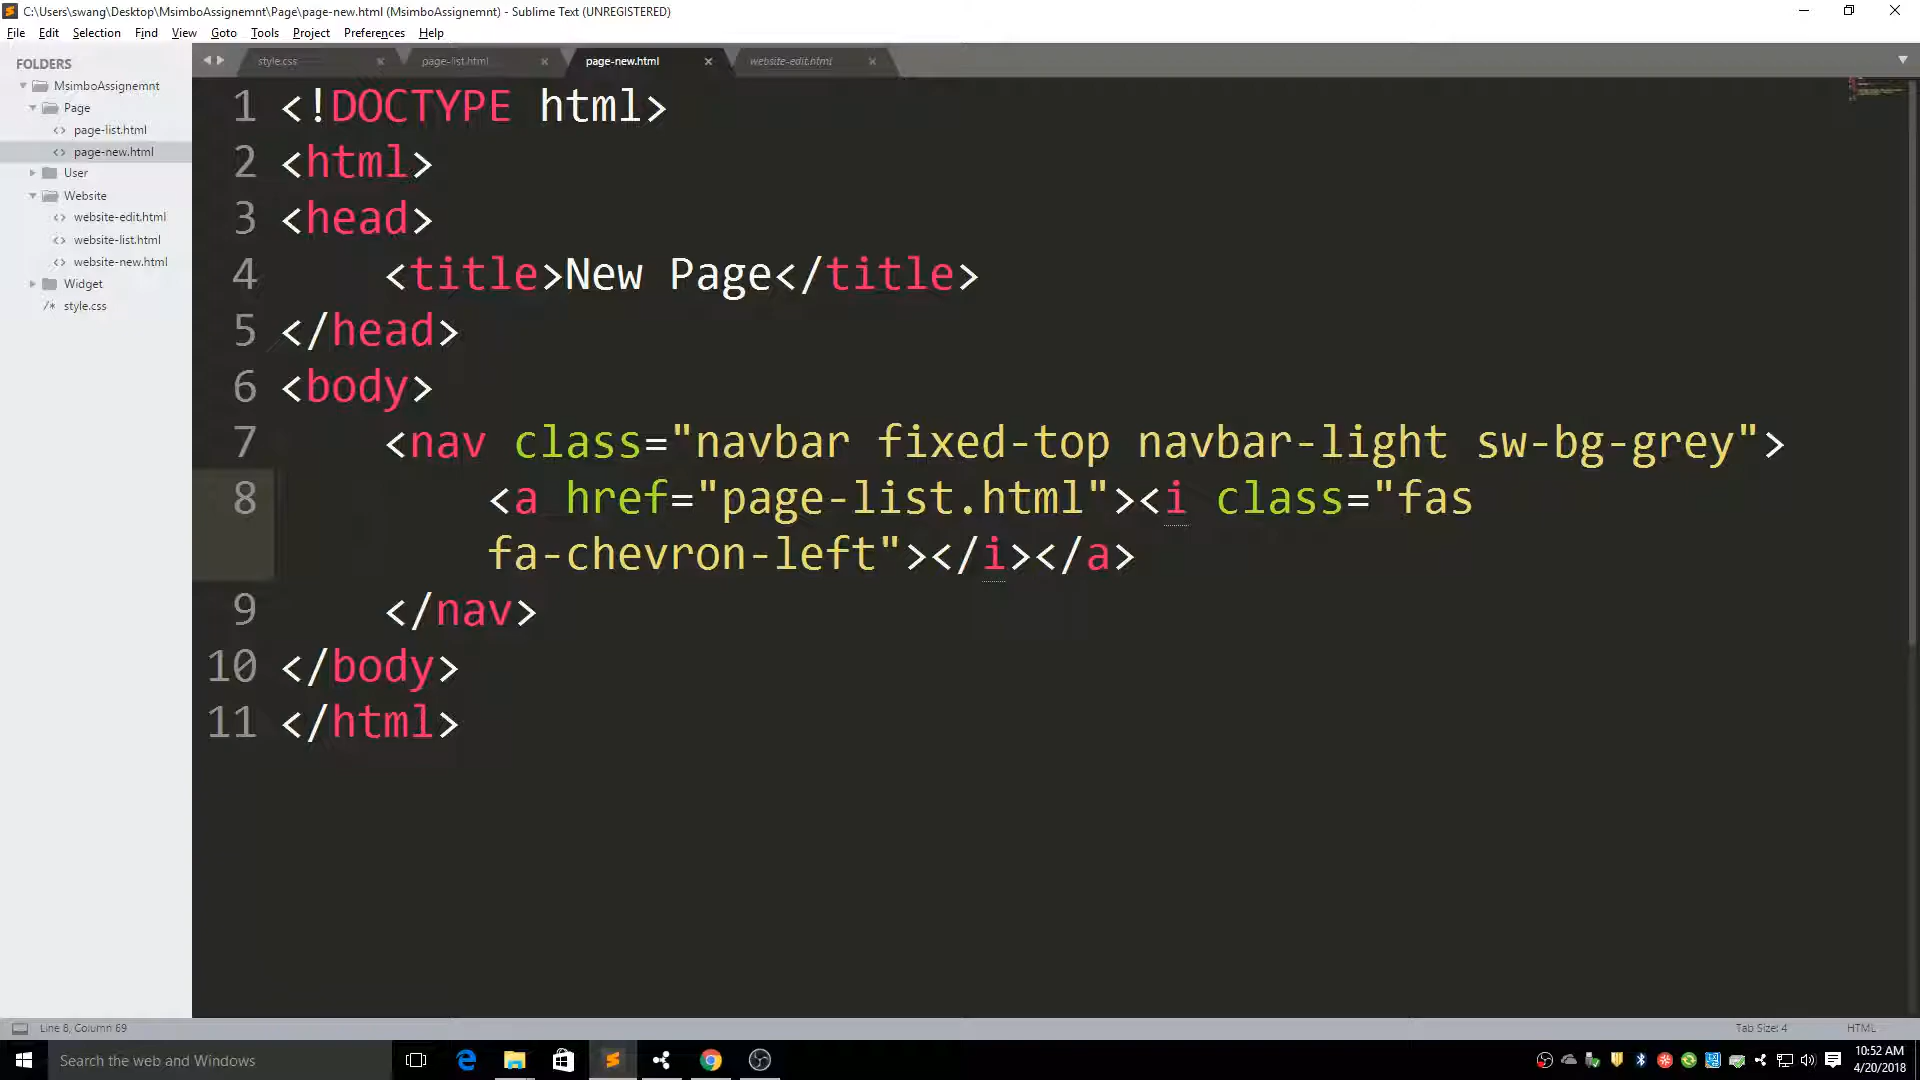 C:\Users\swang\Desktop\MsimboAssignemnt\Page\page-new.html (MsimboAssignemnt) - Sublime Text (UNREGISTERED)
File Edit Selection Find View Goto Tools Project Preferences Help
FOLDERS
MsimboAssignemnt
Page
page-list.html
page-new.html
User
Website
website-edit.html
website-list.html
website-new.html
Widget
style.css
style.css page-list.html page-new.html website-edit.html
1 <!DOCTYPE html>
2 <html>
3 <head>
4 <title>New Page</title>
5 </head>
6 <body>
7 <nav class="navbar fixed-top navbar-light sw-bg-grey">
8 <a href="page-list.html"><i class="fas
fa-chevron-left"></i></a>
9 </nav>
10 </body>
11 </html>
Line 8, Column 69
Tab Size: 4 HTML
Search the web and Windows
10:52 AM
4/20/2018